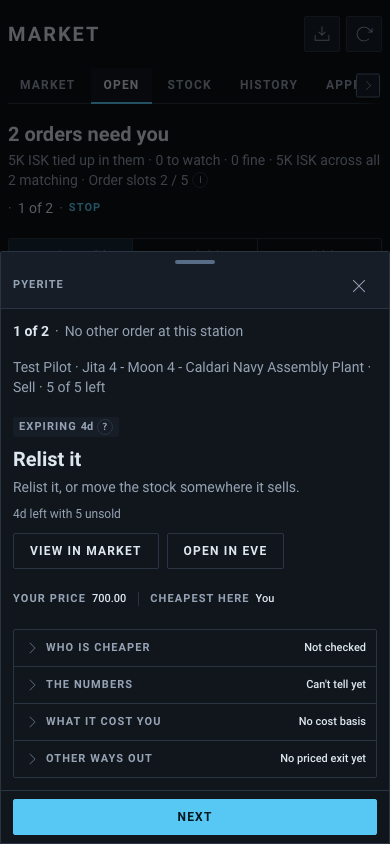 MARKET
MARKET OPEN STOCK HISTORY APP
2 orders need you
5K ISK tied up in them · 0 to watch · 0 fine · 5K ISK across all
2 matching · Order slots 2 / 5
· 1 of 2 · STOP
PYERITE
1 of 2 · No other order at this station
Test Pilot · Jita 4 - Moon 4 - Caldari Navy Assembly Plant ·
Sell · 5 of 5 left
EXPIRING 4d ?
Relist it
Relist it, or move the stock somewhere it sells.
4d left with 5 unsold
VIEW IN MARKET OPEN IN EVE
YOUR PRICE 700.00 CHEAPEST HERE You
WHO IS CHEAPER Not checked
THE NUMBERS Can't tell yet
WHAT IT COST YOU No cost basis
OTHER WAYS OUT No priced exit yet
NEXT